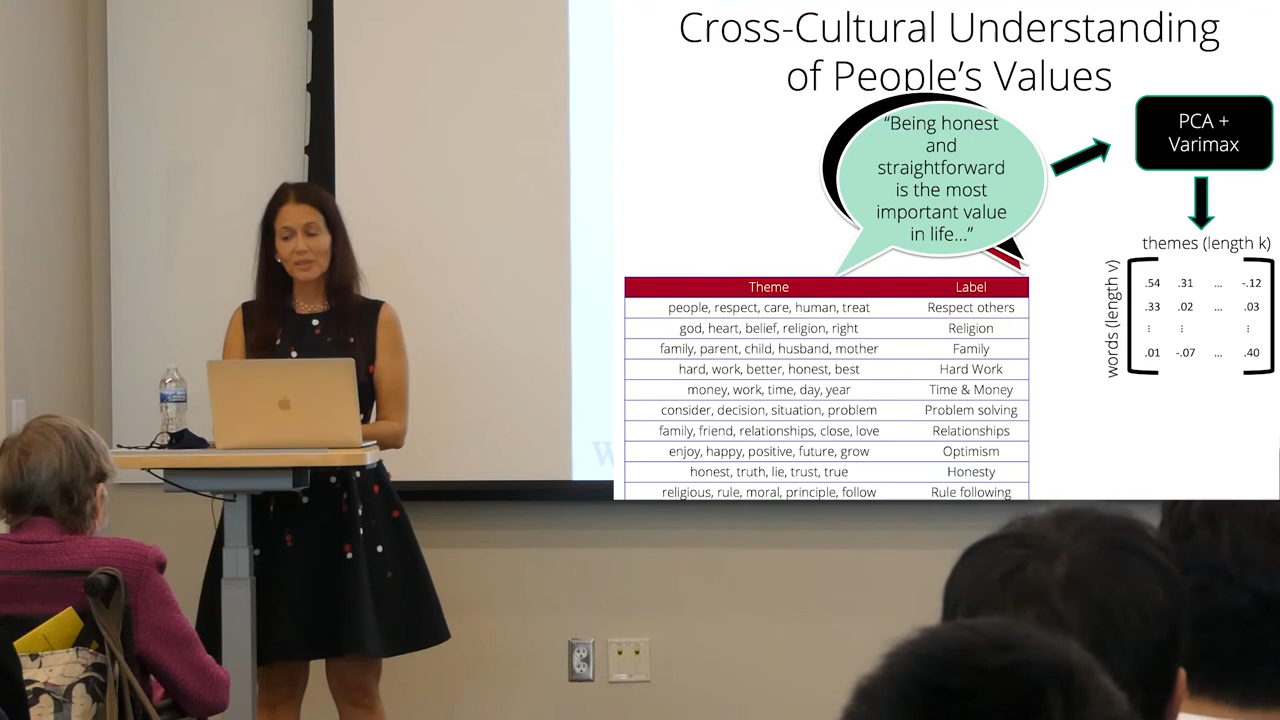 Cross-Cultural Understanding
of People's Values
"Being honest
and
straightforward
is the most
important value
in life..."
PCA +
Varimax
themes (length k)
words (length v)
.54 .31 ... -.12
.33 .02 ... .03
⋮ ⋮ ⋮
.01 -.07 ... .40
Theme Label
people, respect, care, human, treat Respect others
god, heart, belief, religion, right Religion
family, parent, child, husband, mother Family
hard, work, better, honest, best Hard Work
money, work, time, day, year Time & Money
consider, decision, situation, problem Problem solving
family, friend, relationships, close, love Relationships
enjoy, happy, positive, future, grow Optimism
honest, truth, lie, trust, true Honesty
religious, rule, moral, principle, follow Rule following
W